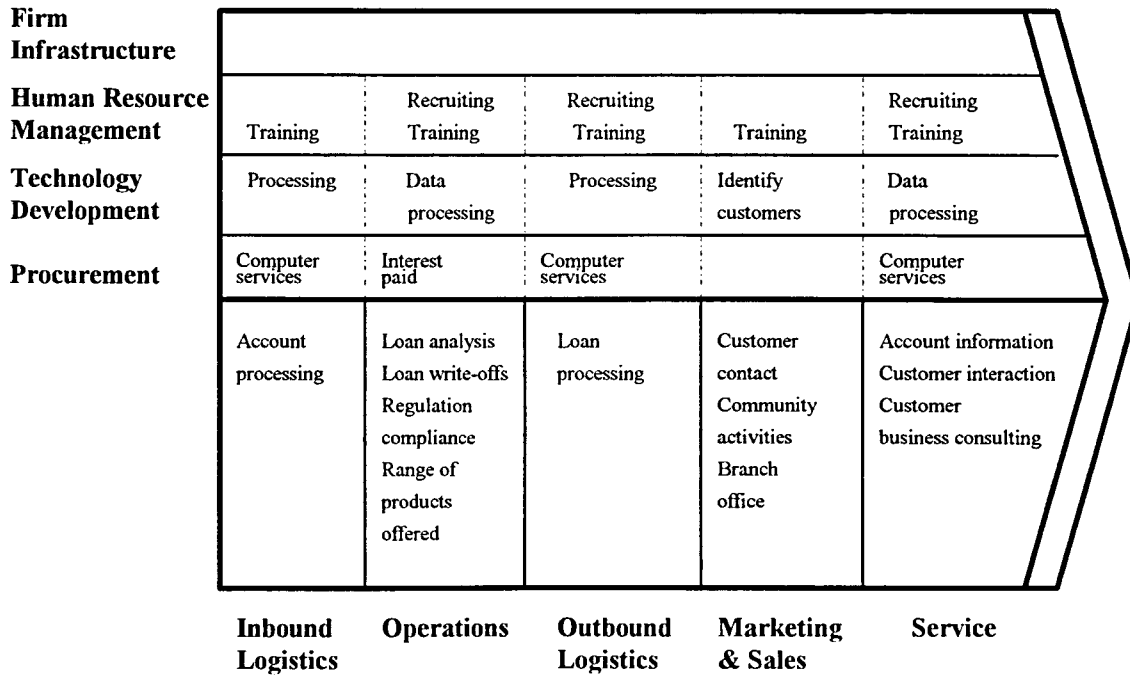 Firm
Infrastructure
Human Resource
Management
Recruiting
Recruiting
Recruiting
Training
Training
Training
Training
Training
Technology
Development
Processing
Data
processing
Processing
Identify
customers
Data
processing
Procurement
Computer
services
Interest
paid
Computer
services
Computer
services
Account
processing
Loan analysis
Loan write-offs
Regulation
compliance
Range of
products
offered
Loan
processing
Customer
contact
Community
activities
Branch
office
Account information
Customer interaction
Customer
business consulting
Inbound
Logistics
Operations
Outbound
Logistics
Marketing
& Sales
Service